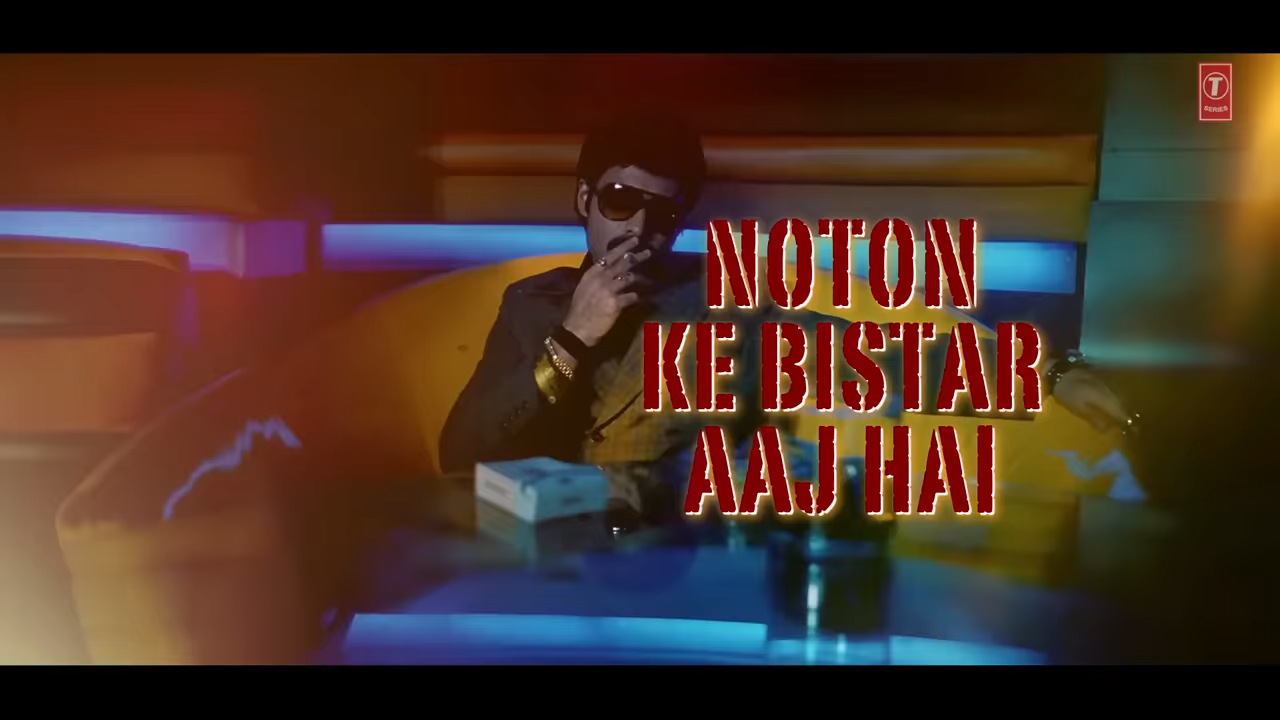 T
SERIES
NOTON
KE BISTAR
AAJ HAI